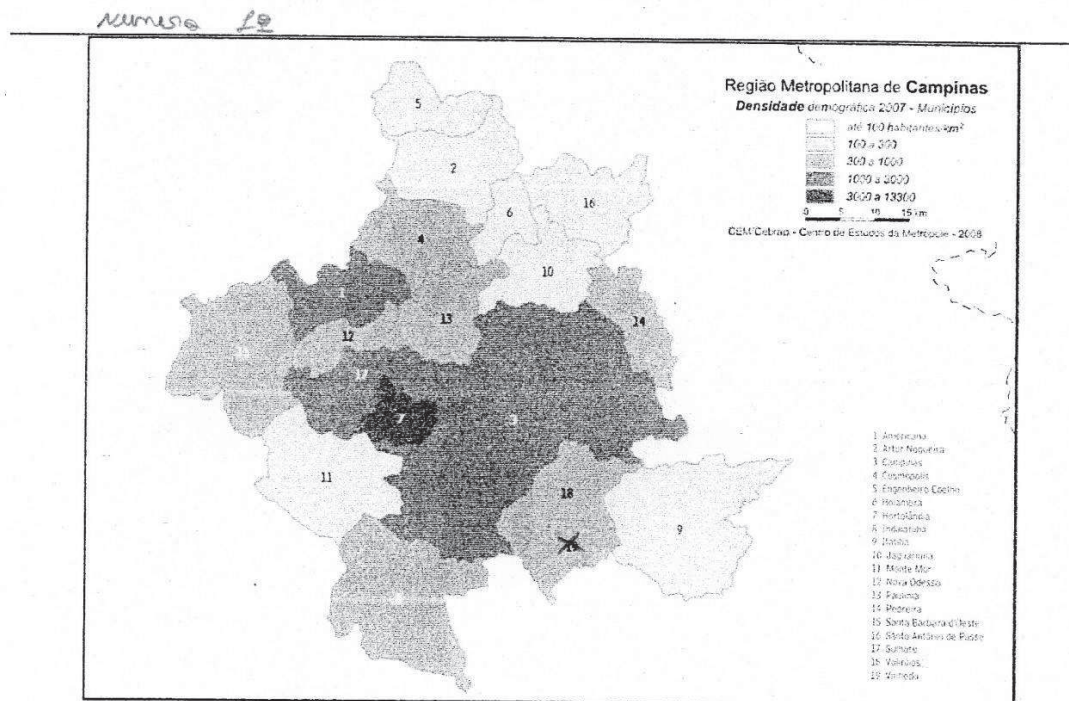 Número 1º
Região Metropolitana de Campinas
Densidade demográfica 2007 - Municípios
até 100 habitantes/km²
100 a 300
300 a 1000
1000 a 3000
3000 a 13300
0 5 10 15 km
CEM/Cebrap - Centro de Estudos da Metrópole - 2008
5
2
16
6
4
10
1
13
14
12
17
3
7
11
18
9
1 Americana
2 Artur Nogueira
3 Campinas
4 Cosmópolis
5 Engenheiro Coelho
6 Holambra
7 Hortolândia
8 Indaiatuba
9 Itatiba
10 Jaguariúna
11 Monte Mor
12 Nova Odessa
13 Paulínia
14 Pedreira
15 Santa Bárbara d'Oeste
16 Santo Antônio de Posse
17 Sumaré
18 Valinhos
19 Vinhedo